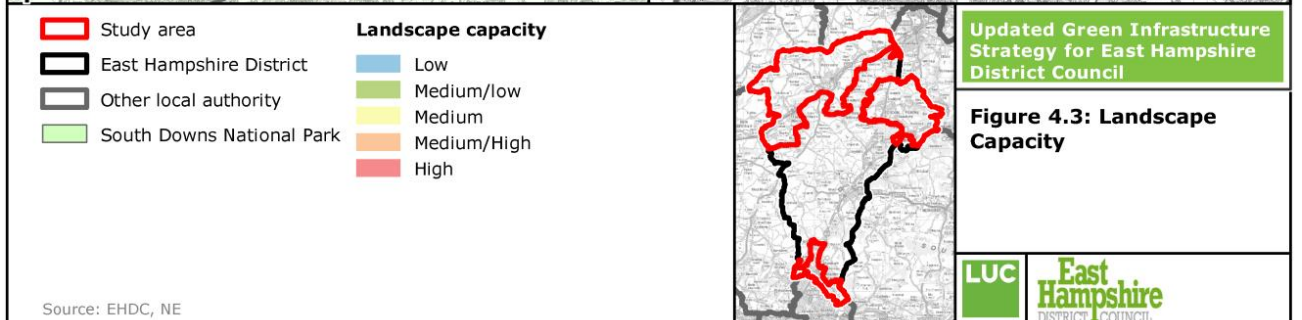 Study area
East Hampshire District
Other local authority
South Downs National Park
Landscape capacity
Low
Medium/low
Medium
Medium/High
High
Source: EHDC, NE
Updated Green Infrastructure
Strategy for East Hampshire
District Council
Figure 4.3: Landscape
Capacity
LUC
East
Hampshire
DISTRICT COUNCIL